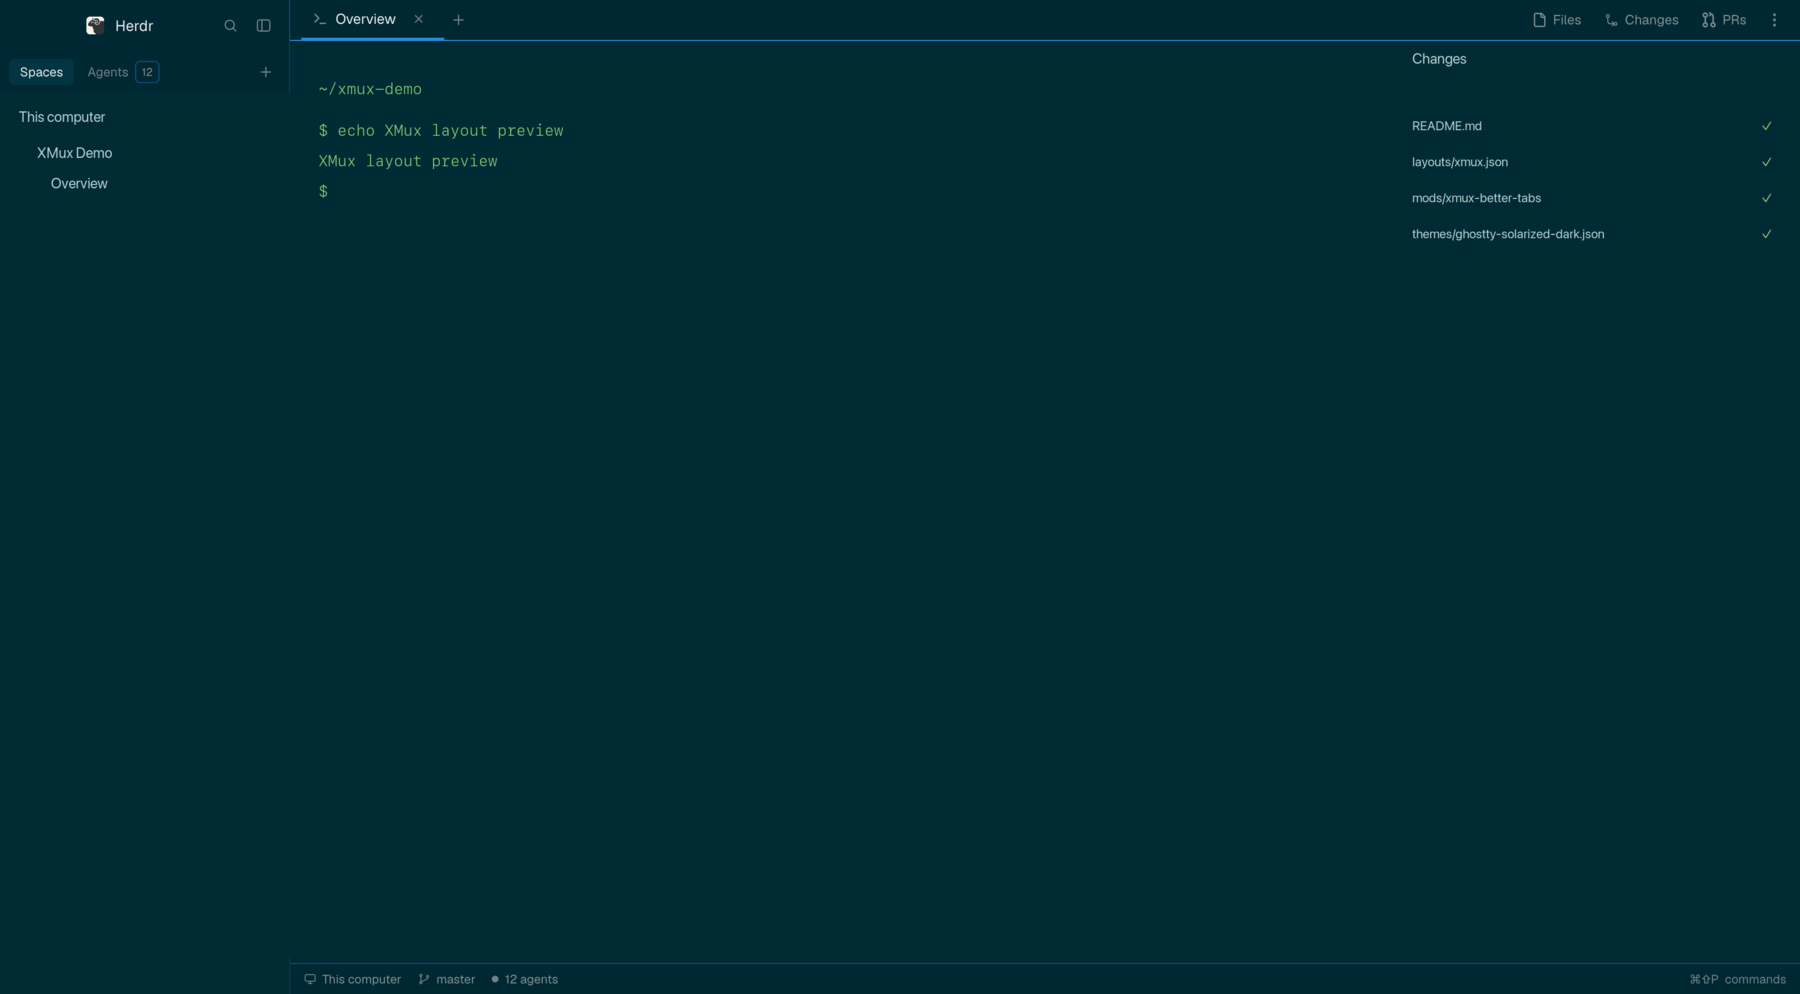 Herdr
Overview
Files
Changes
PRs
Spaces
Agents 12
This computer
XMux Demo
Overview
~/xmux-demo
$ echo XMux layout preview
XMux layout preview
$
Changes
README.md
layouts/xmux.json
mods/xmux-better-tabs
themes/ghostty-solarized-dark.json
This computer
master
12 agents
⌘⇧P commands